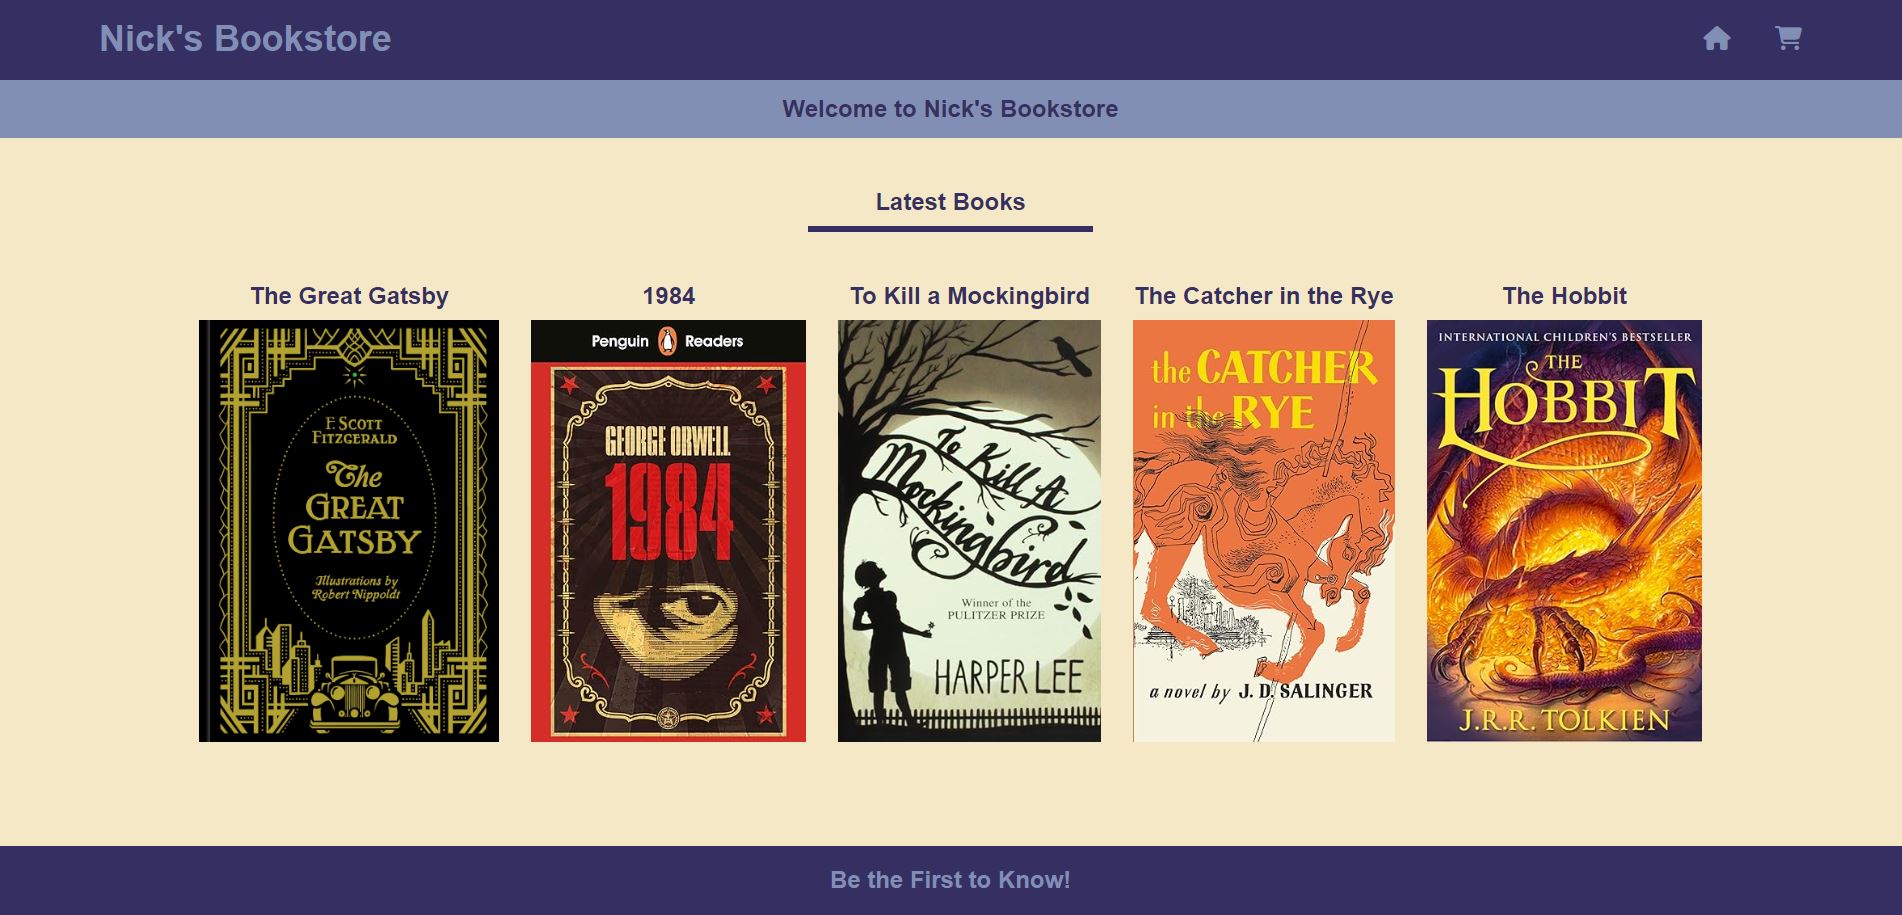 Nick's Bookstore
Welcome to Nick's Bookstore
Latest Books
The Great Gatsby
F. SCOTT
FITZGERALD
The
GREAT
GATSBY
Illustrations by
Robert Nippoldt
1984
Penguin Readers
GEORGE ORWELL
1984
To Kill a Mockingbird
To Kill A
Mockingbird
Winner of the
PULITZER PRIZE
HARPER LEE
The Catcher in the Rye
the CATCHER
in the RYE
a novel by J. D. SALINGER
The Hobbit
INTERNATIONAL CHILDREN'S BESTSELLER
THE
HOBBIT
J.R.R. TOLKIEN
Be the First to Know!